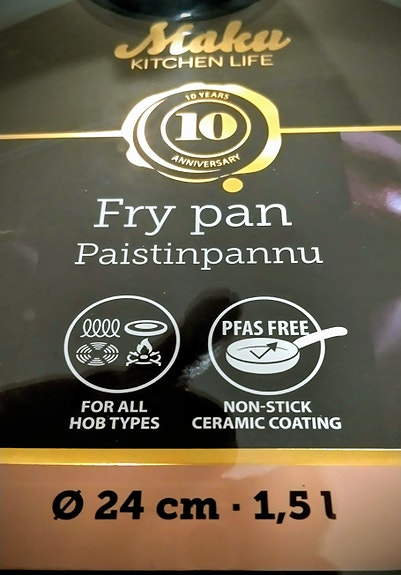 Maku
KITCHEN LIFE
10 YEARS
10
ANNIVERSARY
Fry pan
Paistinpannu
PFAS FREE
FOR ALL
HOB TYPES
NON-STICK
CERAMIC COATING
Ø 24 cm · 1,5 l